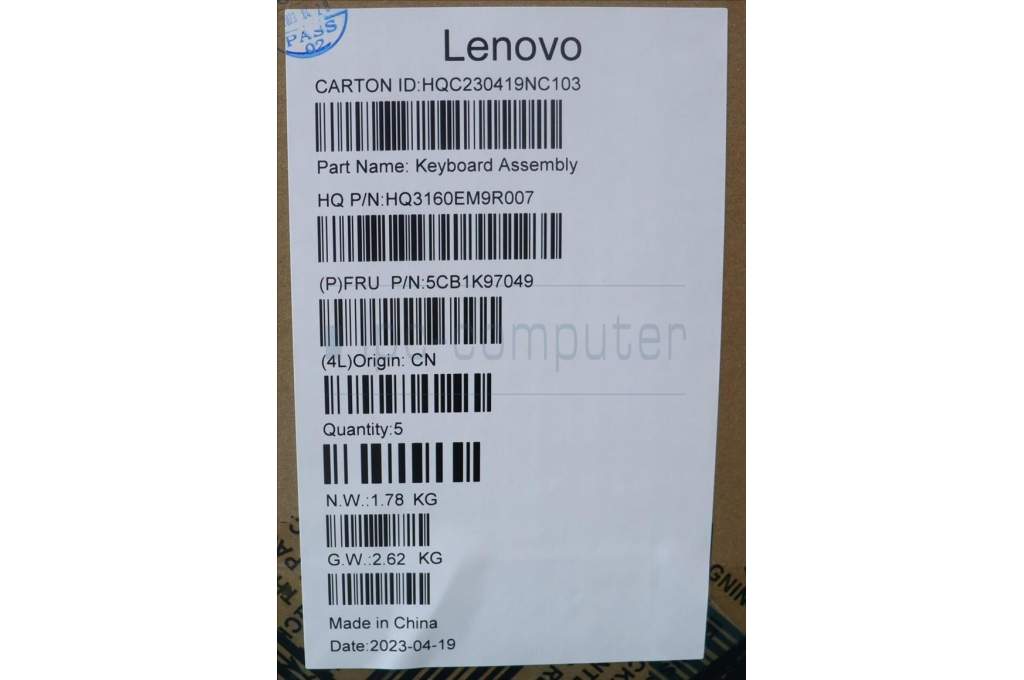 PASS
02
Lenovo
CARTON ID:HQC230419NC103
Part Name: Keyboard Assembly
HQ P/N:HQ3160EM9R007
(P)FRU P/N:5CB1K97049
computer
(4L)Origin: CN
Quantity:5
N.W.:1.78 KG
G.W.:2.62 KG
Made in China
Date:2023-04-19